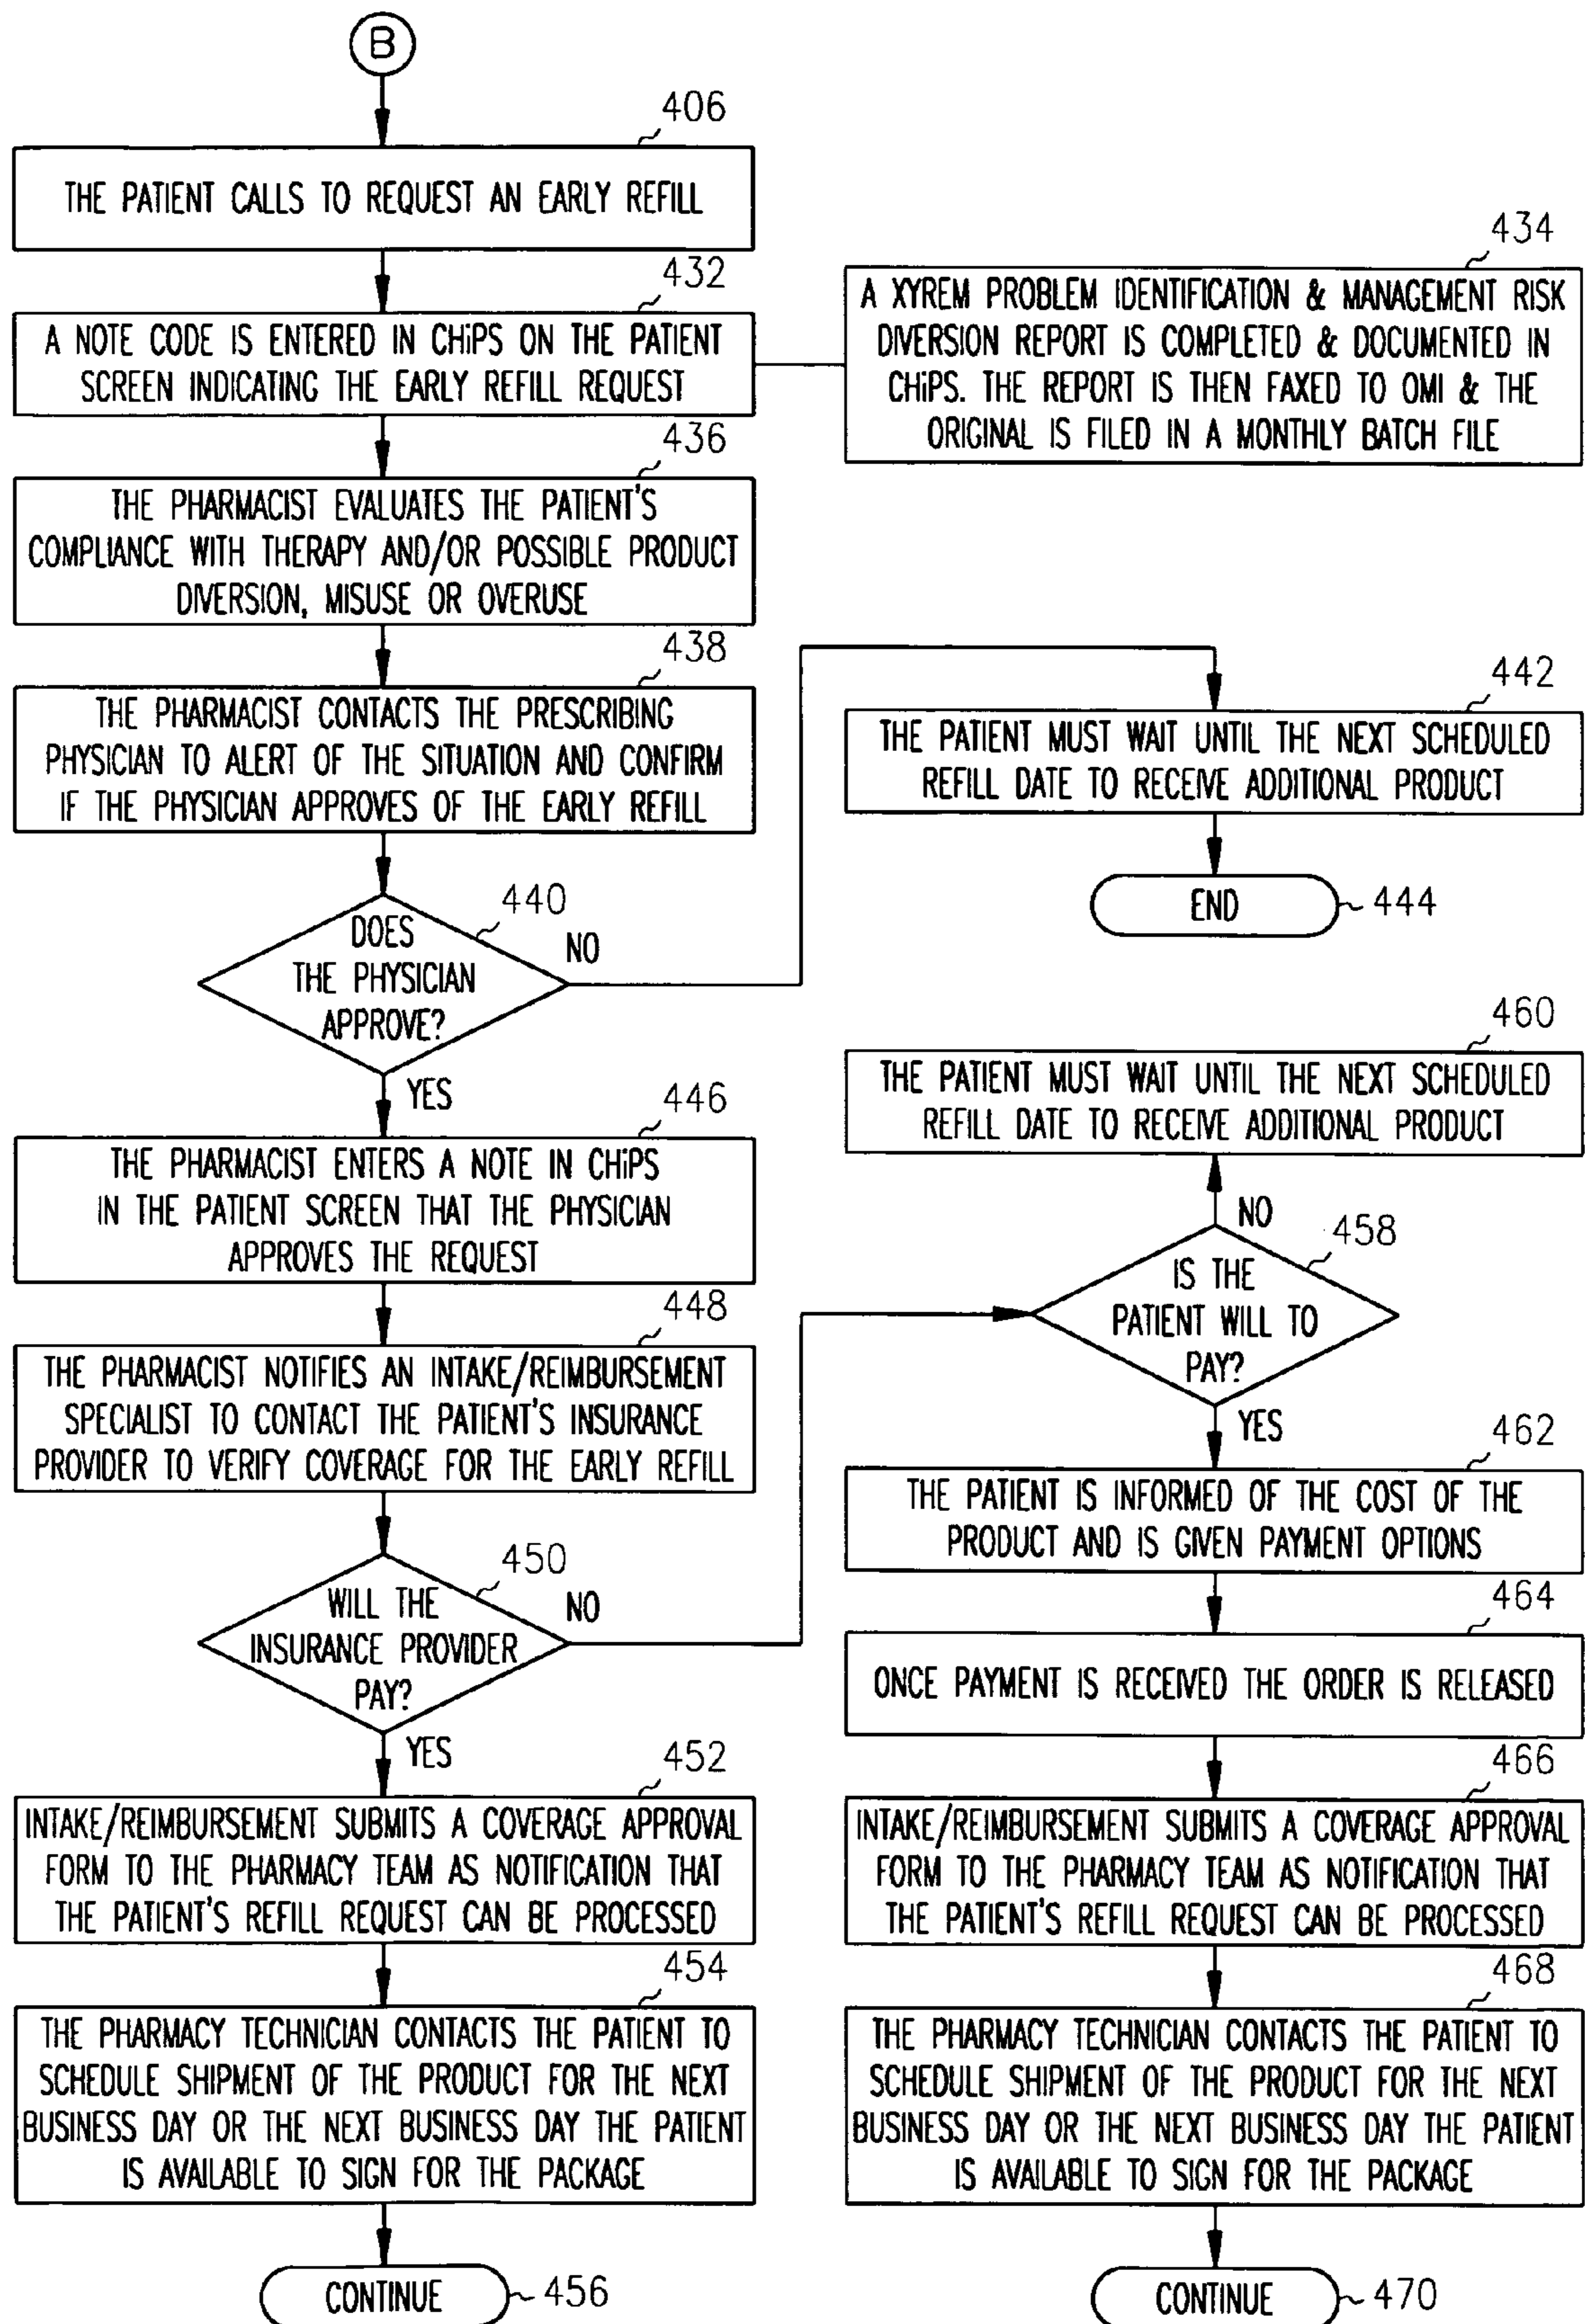 B
406
THE PATIENT CALLS TO REQUEST AN EARLY REFILL
432
A NOTE CODE IS ENTERED IN CHiPS ON THE PATIENT
SCREEN INDICATING THE EARLY REFILL REQUEST
434
A XYREM PROBLEM IDENTIFICATION & MANAGEMENT RISK
DIVERSION REPORT IS COMPLETED & DOCUMENTED IN
CHiPS. THE REPORT IS THEN FAXED TO OMI & THE
ORIGINAL IS FILED IN A MONTHLY BATCH FILE
436
THE PHARMACIST EVALUATES THE PATIENT'S
COMPLIANCE WITH THERAPY AND/OR POSSIBLE PRODUCT
DIVERSION, MISUSE OR OVERUSE
438
THE PHARMACIST CONTACTS THE PRESCRIBING
PHYSICIAN TO ALERT OF THE SITUATION AND CONFIRM
IF THE PHYSICIAN APPROVES OF THE EARLY REFILL
440
DOES
THE PHYSICIAN
APPROVE?
NO
442
THE PATIENT MUST WAIT UNTIL THE NEXT SCHEDULED
REFILL DATE TO RECEIVE ADDITIONAL PRODUCT
END
444
YES
446
THE PHARMACIST ENTERS A NOTE IN CHiPS
IN THE PATIENT SCREEN THAT THE PHYSICIAN
APPROVES THE REQUEST
448
THE PHARMACIST NOTIFIES AN INTAKE/REIMBURSEMENT
SPECIALIST TO CONTACT THE PATIENT'S INSURANCE
PROVIDER TO VERIFY COVERAGE FOR THE EARLY REFILL
450
WILL THE
INSURANCE PROVIDER
PAY?
NO
YES
452
INTAKE/REIMBURSEMENT SUBMITS A COVERAGE APPROVAL
FORM TO THE PHARMACY TEAM AS NOTIFICATION THAT
THE PATIENT'S REFILL REQUEST CAN BE PROCESSED
454
THE PHARMACY TECHNICIAN CONTACTS THE PATIENT TO
SCHEDULE SHIPMENT OF THE PRODUCT FOR THE NEXT
BUSINESS DAY OR THE NEXT BUSINESS DAY THE PATIENT
IS AVAILABLE TO SIGN FOR THE PACKAGE
CONTINUE
456
460
THE PATIENT MUST WAIT UNTIL THE NEXT SCHEDULED
REFILL DATE TO RECEIVE ADDITIONAL PRODUCT
NO
458
IS THE
PATIENT WILL TO
PAY?
YES
462
THE PATIENT IS INFORMED OF THE COST OF THE
PRODUCT AND IS GIVEN PAYMENT OPTIONS
464
ONCE PAYMENT IS RECEIVED THE ORDER IS RELEASED
466
INTAKE/REIMBURSEMENT SUBMITS A COVERAGE APPROVAL
FORM TO THE PHARMACY TEAM AS NOTIFICATION THAT
THE PATIENT'S REFILL REQUEST CAN BE PROCESSED
468
THE PHARMACY TECHNICIAN CONTACTS THE PATIENT TO
SCHEDULE SHIPMENT OF THE PRODUCT FOR THE NEXT
BUSINESS DAY OR THE NEXT BUSINESS DAY THE PATIENT
IS AVAILABLE TO SIGN FOR THE PACKAGE
CONTINUE
470